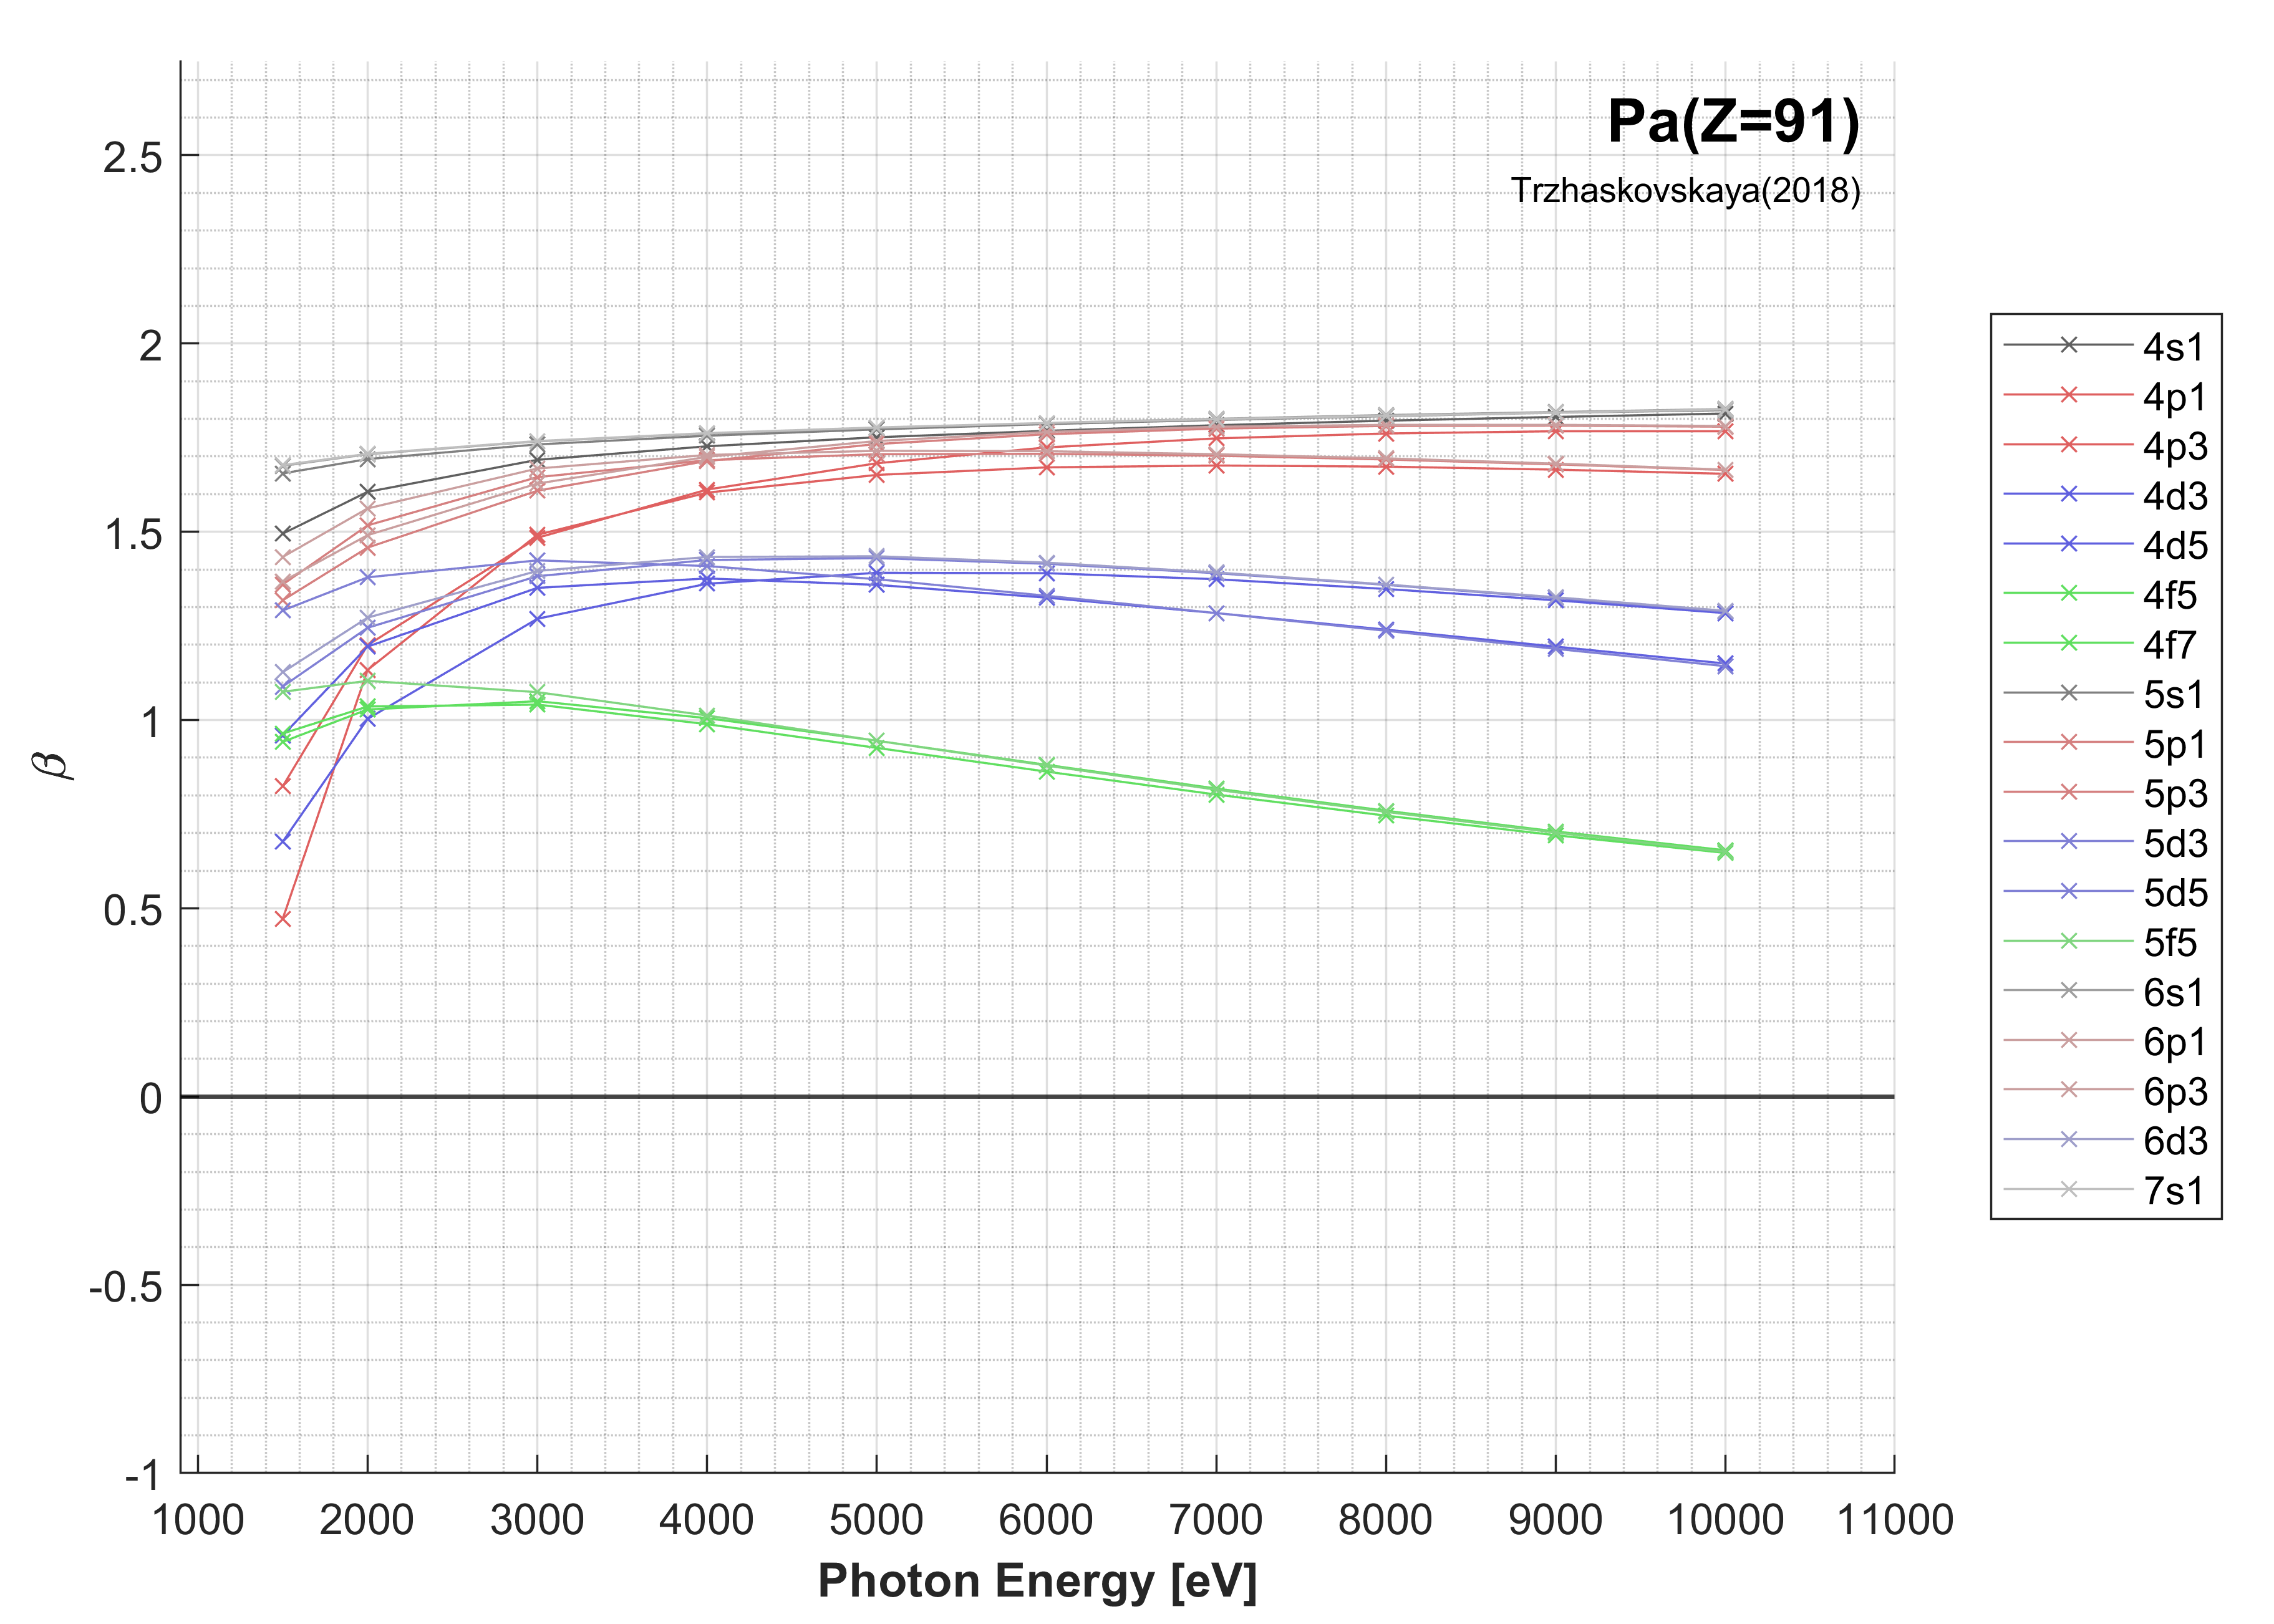 Pa(Z=91)
Trzhaskovskaya(2018)
2.5
2
1.5
1
0.5
0
-0.5
-1
β
1000 2000 3000 4000 5000 6000 7000 8000 9000 10000 11000
Photon Energy [eV]
4s1
4p1
4p3
4d3
4d5
4f5
4f7
5s1
5p1
5p3
5d3
5d5
5f5
6s1
6p1
6p3
6d3
7s1